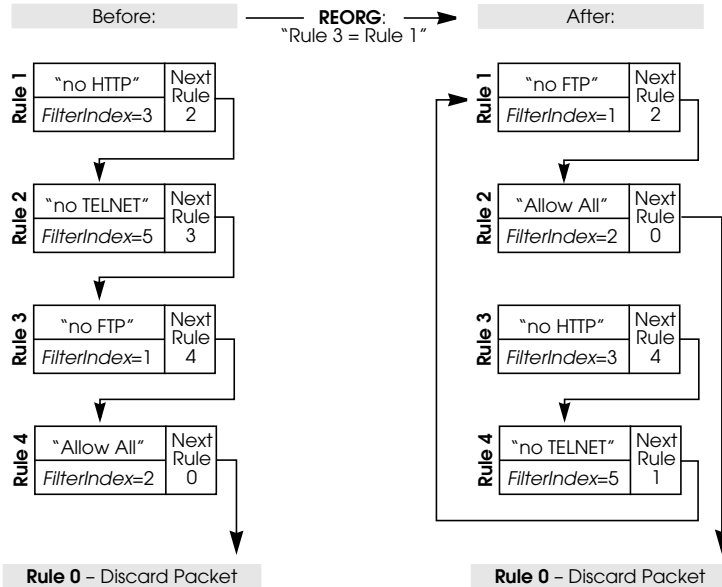 Before:
REORG:
“Rule 3 = Rule 1”
After:
Rule 1
“no HTTP”
FilterIndex=3
Next
Rule
2
Rule 2
“no TELNET”
FilterIndex=5
Next
Rule
3
Rule 3
“no FTP”
FilterIndex=1
Next
Rule
4
Rule 4
“Allow All”
FilterIndex=2
Next
Rule
0
Rule 0 – Discard Packet
Rule 1
“no FTP”
FilterIndex=1
Next
Rule
2
Rule 2
“Allow All”
FilterIndex=2
Next
Rule
0
Rule 3
“no HTTP”
FilterIndex=3
Next
Rule
4
Rule 4
“no TELNET”
FilterIndex=5
Next
Rule
1
Rule 0 – Discard Packet